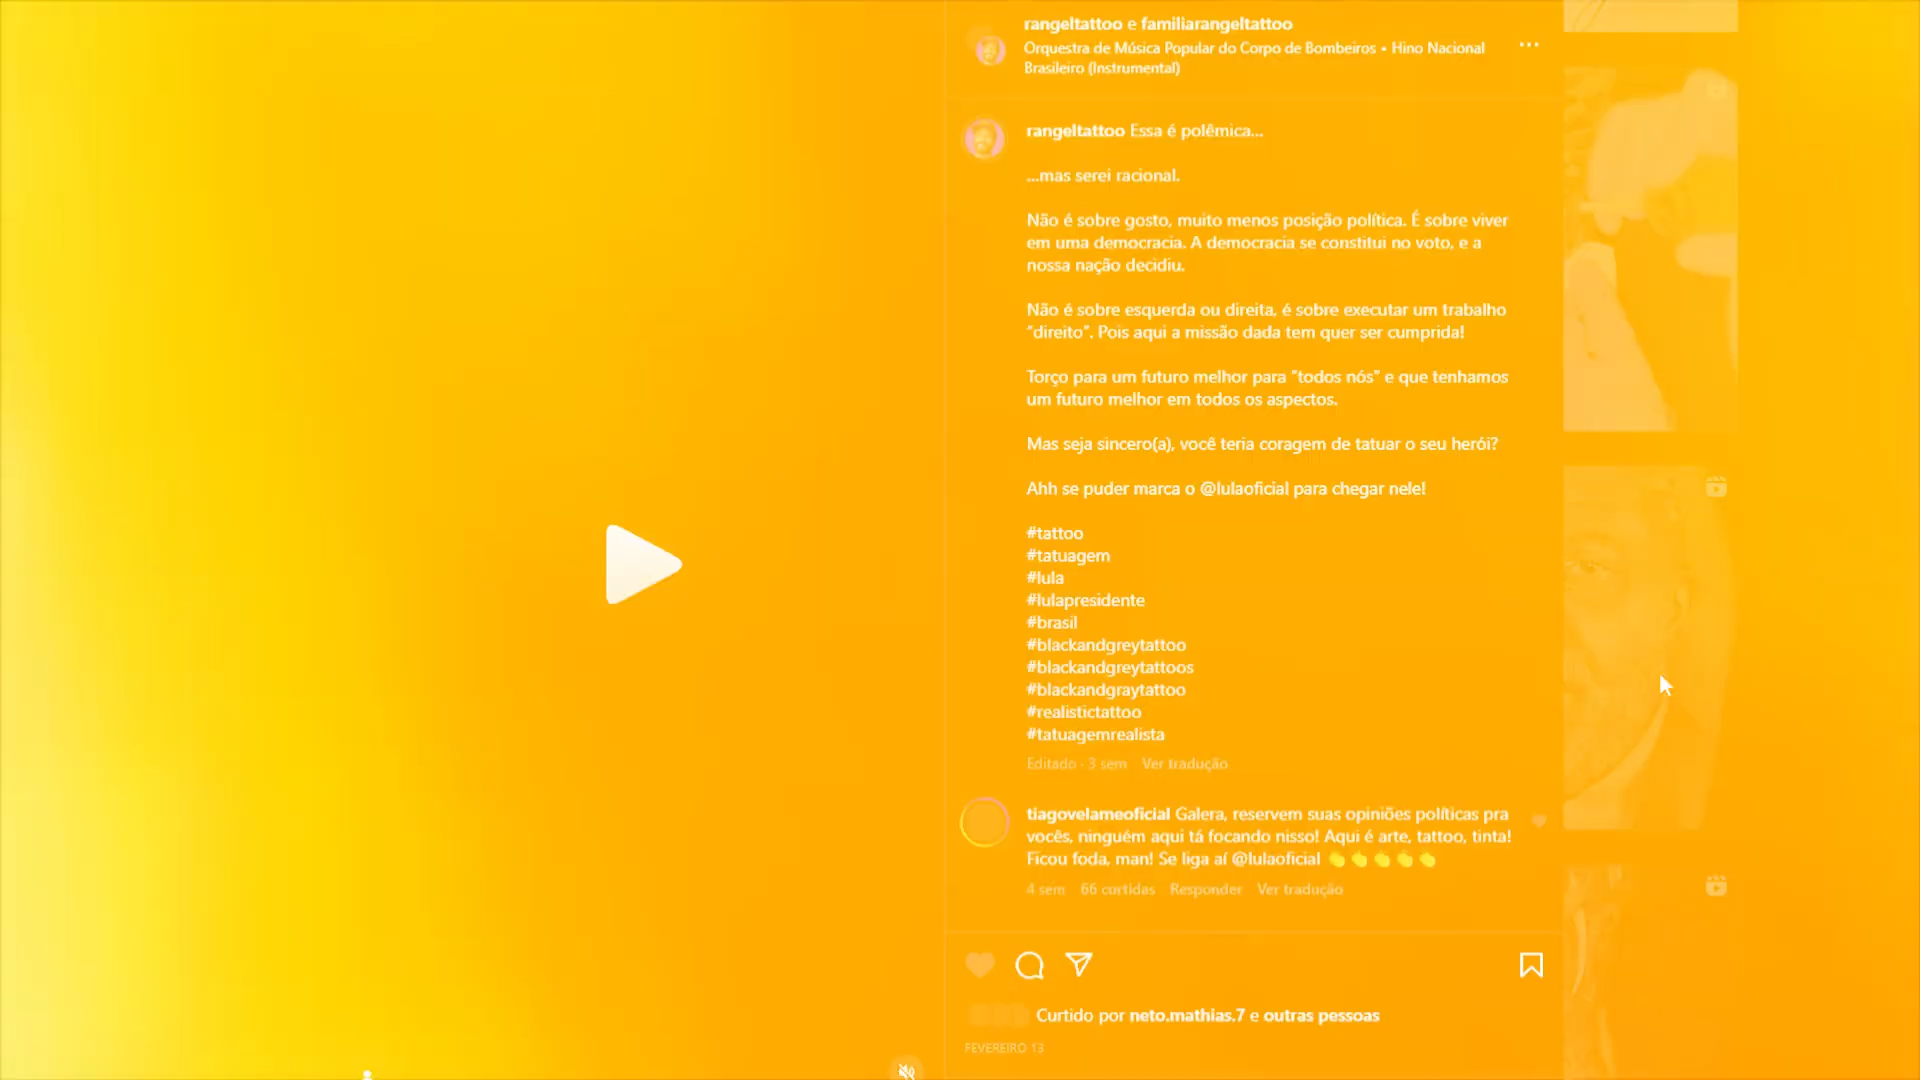 rangeltattoo e familiarangeltattoo
Orquestra de Música Popular do Corpo de Bombeiros • Hino Nacional
Brasileiro (Instrumental)
rangeltattoo Essa é polêmica...
...mas serei racional.
Não é sobre gosto, muito menos posição política. É sobre viver
em uma democracia. A democracia se constitui no voto, e a
nossa nação decidiu.
Não é sobre esquerda ou direita, é sobre executar um trabalho
"direito". Pois aqui a missão dada tem quer ser cumprida!
Torço para um futuro melhor para "todos nós" e que tenhamos
um futuro melhor em todos os aspectos.
Mas seja sincero(a), você teria coragem de tatuar o seu herói?
Ahh se puder marca o @lulaoficial para chegar nele!
#tattoo
#tatuagem
#lula
#lulapresidente
#brasil
#blackandgreytattoo
#blackandgreytattoos
#blackandgraytattoo
#realistictattoo
#tatuagemrealista
Editado · 3 sem Ver tradução
tiagovelameoficial Galera, reservem suas opiniões políticas pra
vocês, ninguém aqui tá focando nisso! Aqui é arte, tattoo, tinta!
Ficou foda, man! Se liga aí @lulaoficial 👏👏👏👏👏
4 sem 66 curtidas Responder Ver tradução
Curtido por neto.mathias.7 e outras pessoas
FEVEREIRO 13